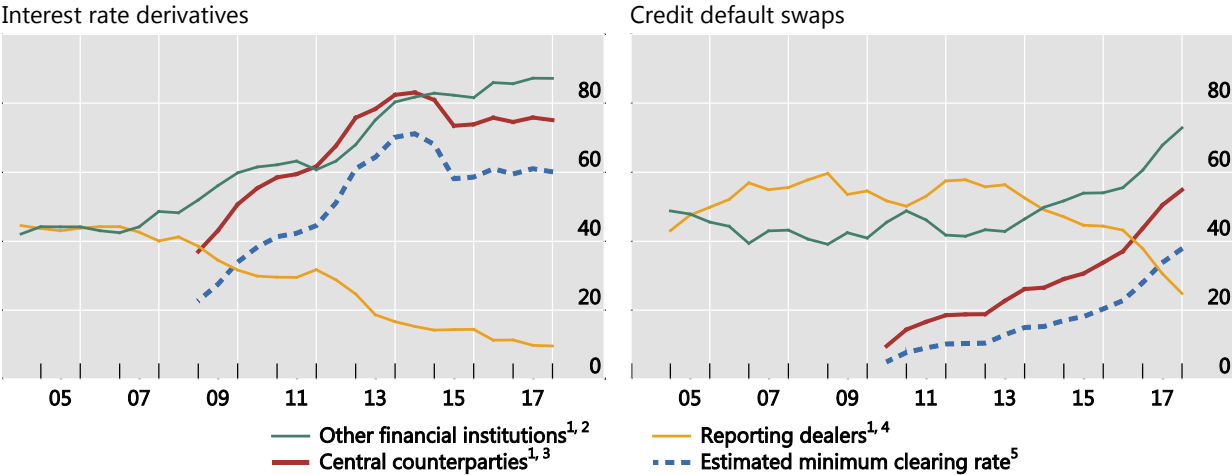 Interest rate derivatives
80
60
40
20
0
05 07 09 11 13 15 17
Credit default swaps
80
60
40
20
0
05 07 09 11 13 15 17
Other financial institutions1, 2
Central counterparties1, 3
Reporting dealers1, 4
Estimated minimum clearing rate5